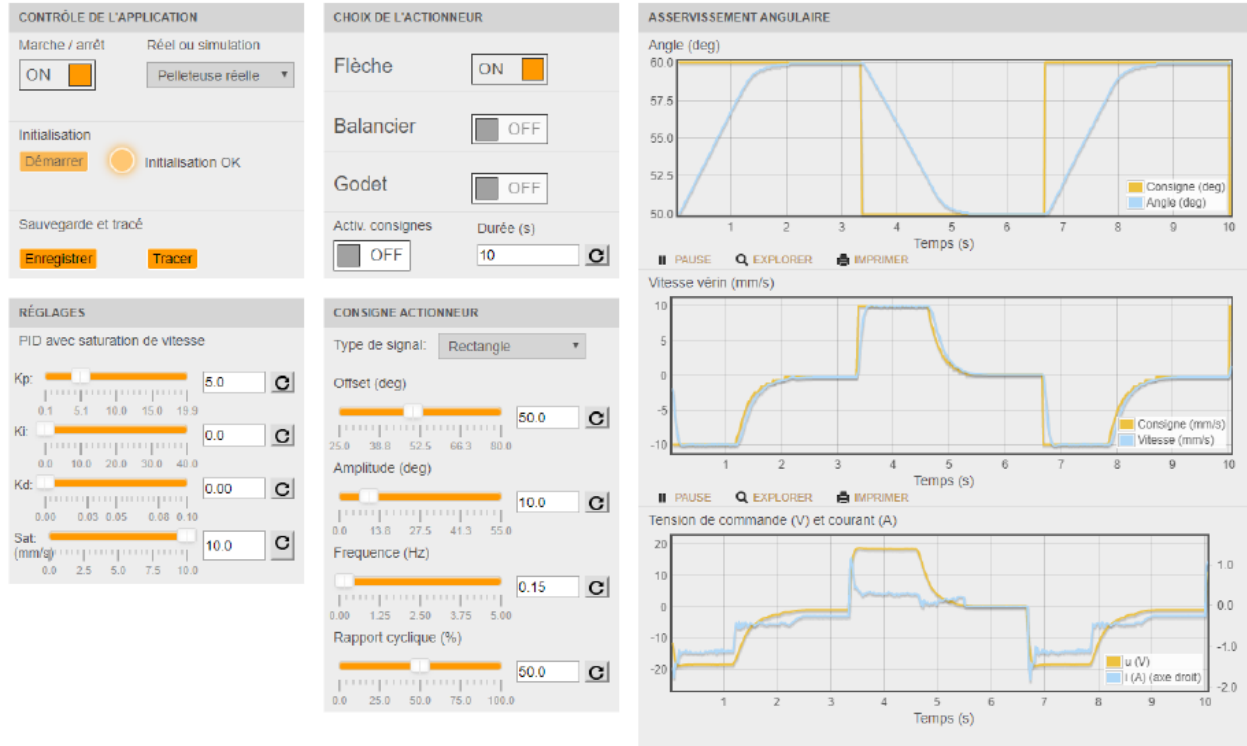 CONTRÔLE DE L'APPLICATION
Marche / arrêt Réel ou simulation
ON Pelleteuse réelle
Initialisation
Démarrer Initialisation OK
Sauvegarde et tracé
Enregistrer Tracer
CHOIX DE L'ACTIONNEUR
Flèche ON
Balancier OFF
Godet OFF
Activ. consignes Durée (s)
OFF 10
RÉGLAGES
PID avec saturation de vitesse
Kp: 5.0
0.1 5.1 10.0 15.0 19.9
Ki: 0.0
0.0 10.0 20.0 30.0 40.0
Kd: 0.00
0.00 0.03 0.05 0.08 0.10
Sat: 10.0
(mm/s)
0.0 2.5 5.0 7.5 10.0
CONSIGNE ACTIONNEUR
Type de signal: Rectangle
Offset (deg)
50.0
25.0 38.8 52.5 66.3 80.0
Amplitude (deg)
10.0
0.0 13.8 27.5 41.3 55.0
Frequence (Hz)
0.15
0.00 1.25 2.50 3.75 5.00
Rapport cyclique (%)
50.0
0.0 25.0 50.0 75.0 100.0
ASSERVISSEMENT ANGULAIRE
Angle (deg)
60.0
57.5
55.0
52.5
50.0
Consigne (deg)
Angle (deg)
1 2 3 4 5 6 7 8 9 10
Temps (s)
PAUSE EXPLORER IMPRIMER
Vitesse vérin (mm/s)
10
5
0
-5
-10
Consigne (mm/s)
Vitesse (mm/s)
1 2 3 4 5 6 7 8 9 10
Temps (s)
PAUSE EXPLORER IMPRIMER
Tension de commande (V) et courant (A)
20
10
0
-10
-20
1.0
0.0
-1.0
-2.0
u (V)
i (A) (axe droit)
1 2 3 4 5 6 7 8 9 10
Temps (s)